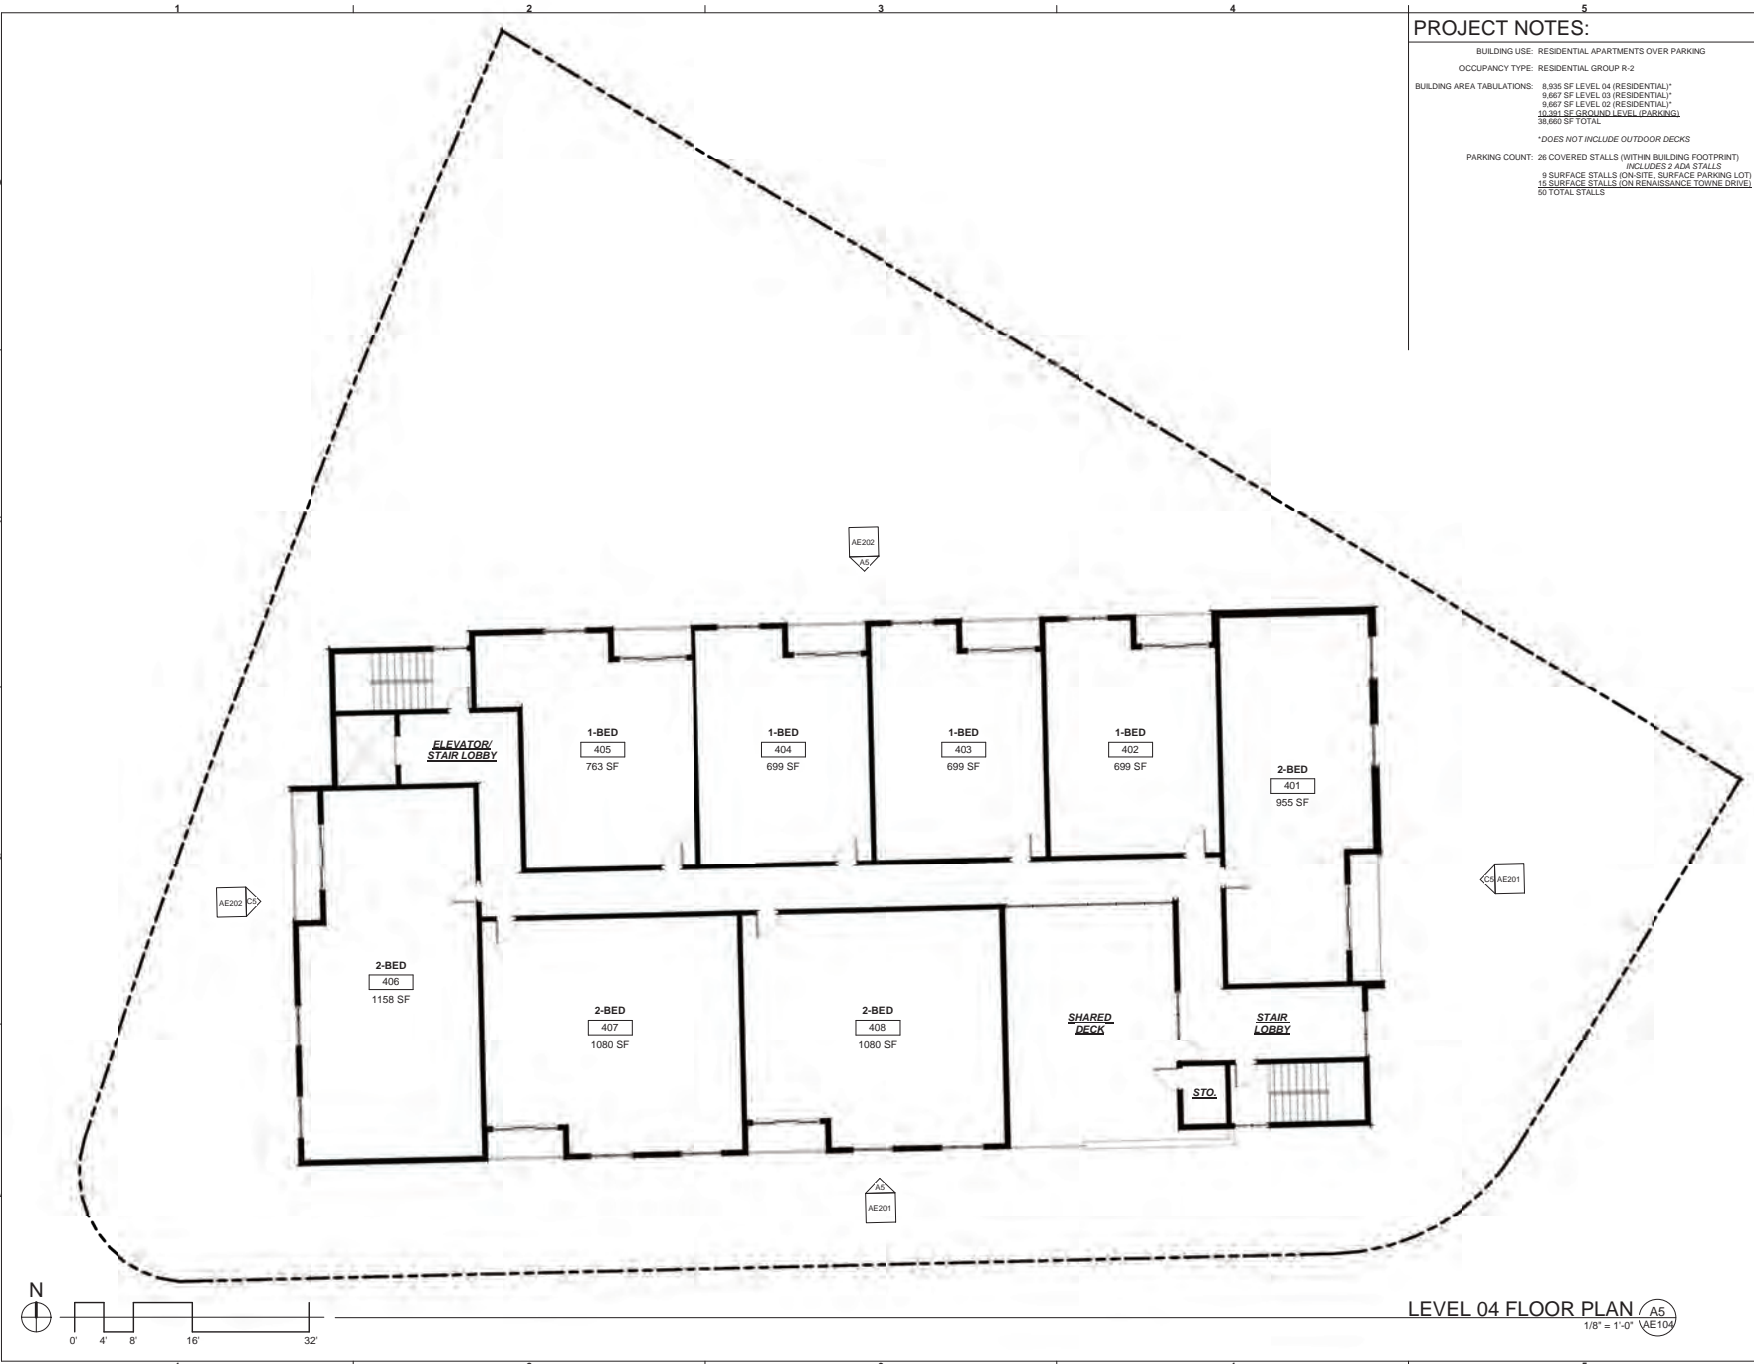 1 2 3 4 5
PROJECT NOTES:
BUILDING USE: RESIDENTIAL APARTMENTS OVER PARKING
OCCUPANCY TYPE: RESIDENTIAL GROUP R-2
BUILDING AREA TABULATIONS: 8,935 SF LEVEL 04 (RESIDENTIAL)*
9,667 SF LEVEL 03 (RESIDENTIAL)*
9,667 SF LEVEL 02 (RESIDENTIAL)*
10,391 SF GROUND LEVEL (PARKING)
38,660 SF TOTAL
*DOES NOT INCLUDE OUTDOOR DECKS
PARKING COUNT: 26 COVERED STALLS (WITHIN BUILDING FOOTPRINT)
INCLUDES 2 ADA STALLS
9 SURFACE STALLS (ON-SITE, SURFACE PARKING LOT)
15 SURFACE STALLS (ON RENAISSANCE TOWNE DRIVE)
50 TOTAL STALLS
AE202
A5
ELEVATOR/
STAIR LOBBY
1-BED
405
763 SF
1-BED
404
699 SF
1-BED
403
699 SF
1-BED
402
699 SF
2-BED
401
955 SF
AE202 C5
C5 AE201
2-BED
406
1158 SF
2-BED
407
1080 SF
2-BED
408
1080 SF
SHARED
DECK
STAIR
LOBBY
STO.
A5
AE201
N
0' 4' 8' 16' 32'
LEVEL 04 FLOOR PLAN A5
1/8" = 1'-0" AE104